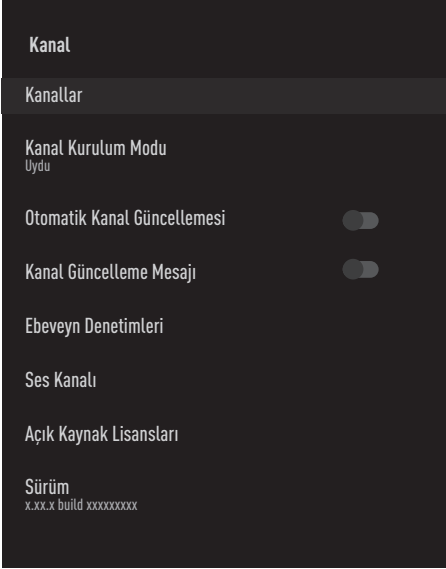 Kanal
Kanallar
Kanal Kurulum Modu
Uydu
Otomatik Kanal Güncellemesi
Kanal Güncelleme Mesajı
Ebeveyn Denetimleri
Ses Kanalı
Açık Kaynak Lisansları
Sürüm
x.xx.x build xxxxxxxxx